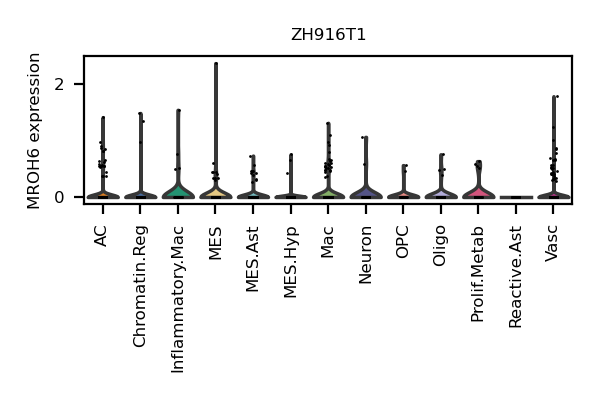 ZH916T1
MROH6 expression
2
0
AC
Chromatin.Reg
Inflammatory.Mac
MES
MES.Ast
MES.Hyp
Mac
Neuron
OPC
Oligo
Prolif.Metab
Reactive.Ast
Vasc